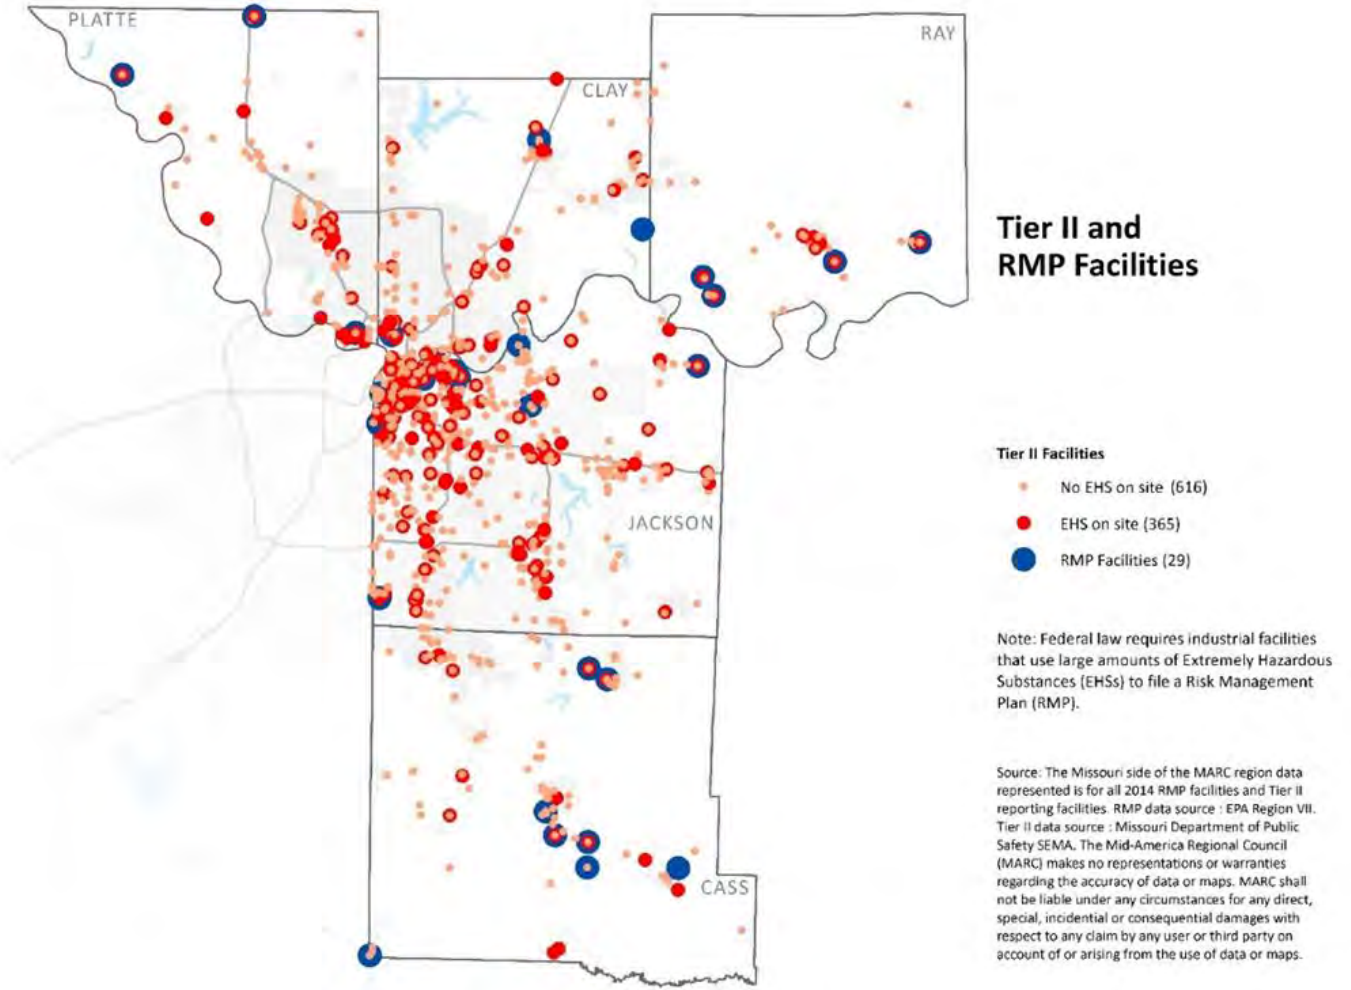 PLATTE
RAY
CLAY
Tier II and
RMP Facilities
Tier II Facilities
No EHS on site (616)
EHS on site (365)
RMP Facilities (29)
JACKSON
Note: Federal law requires industrial facilities
that use large amounts of Extremely Hazardous
Substances (EHSs) to file a Risk Management
Plan (RMP).
Source: The Missouri side of the MARC region data
represented is for all 2014 RMP facilities and Tier II
reporting facilities. RMP data source : EPA Region VII.
Tier II data source : Missouri Department of Public
Safety SEMA. The Mid-America Regional Council
(MARC) makes no representations or warranties
regarding the accuracy of data or maps. MARC shall
not be liable under any circumstances for any direct,
special, incidental or consequential damages with
respect to any claim by any user or third party on
account of or arising from the use of data or maps.
CASS